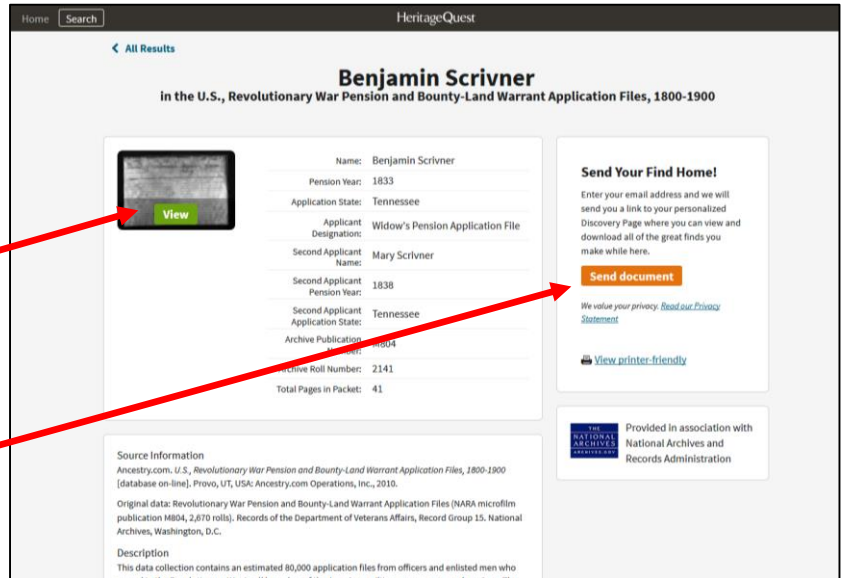 Home Search HeritageQuest
All Results
Benjamin Scrivner
in the U.S., Revolutionary War Pension and Bounty-Land Warrant Application Files, 1800-1900
View
Name: Benjamin Scrivner
Pension Year: 1833
Application State: Tennessee
Applicant
Designation: Widow's Pension Application File
Second Applicant
Name: Mary Scrivner
Second Applicant
Pension Year: 1838
Second Applicant
Application State: Tennessee
Archive Publication
Number: M804
Archive Roll Number: 2141
Total Pages in Packet: 41
Send Your Find Home!
Enter your email address and we will
send you a link to your personalized
Discovery Page where you can view and
download all of the great finds you
make while here.
Send document
We value your privacy. Read our Privacy
Statement
View printer-friendly
THE
NATIONAL
ARCHIVES
ARCHIVES.GOV
Provided in association with
National Archives and
Records Administration
Source Information
Ancestry.com. U.S., Revolutionary War Pension and Bounty-Land Warrant Application Files, 1800-1900
[database on-line]. Provo, UT, USA: Ancestry.com Operations, Inc., 2010.
Original data: Revolutionary War Pension and Bounty-Land Warrant Application Files (NARA microfilm
publication M804, 2,670 rolls). Records of the Department of Veterans Affairs, Record Group 15. National
Archives, Washington, D.C.
Description
This data collection contains an estimated 80,000 application files from officers and enlisted men who